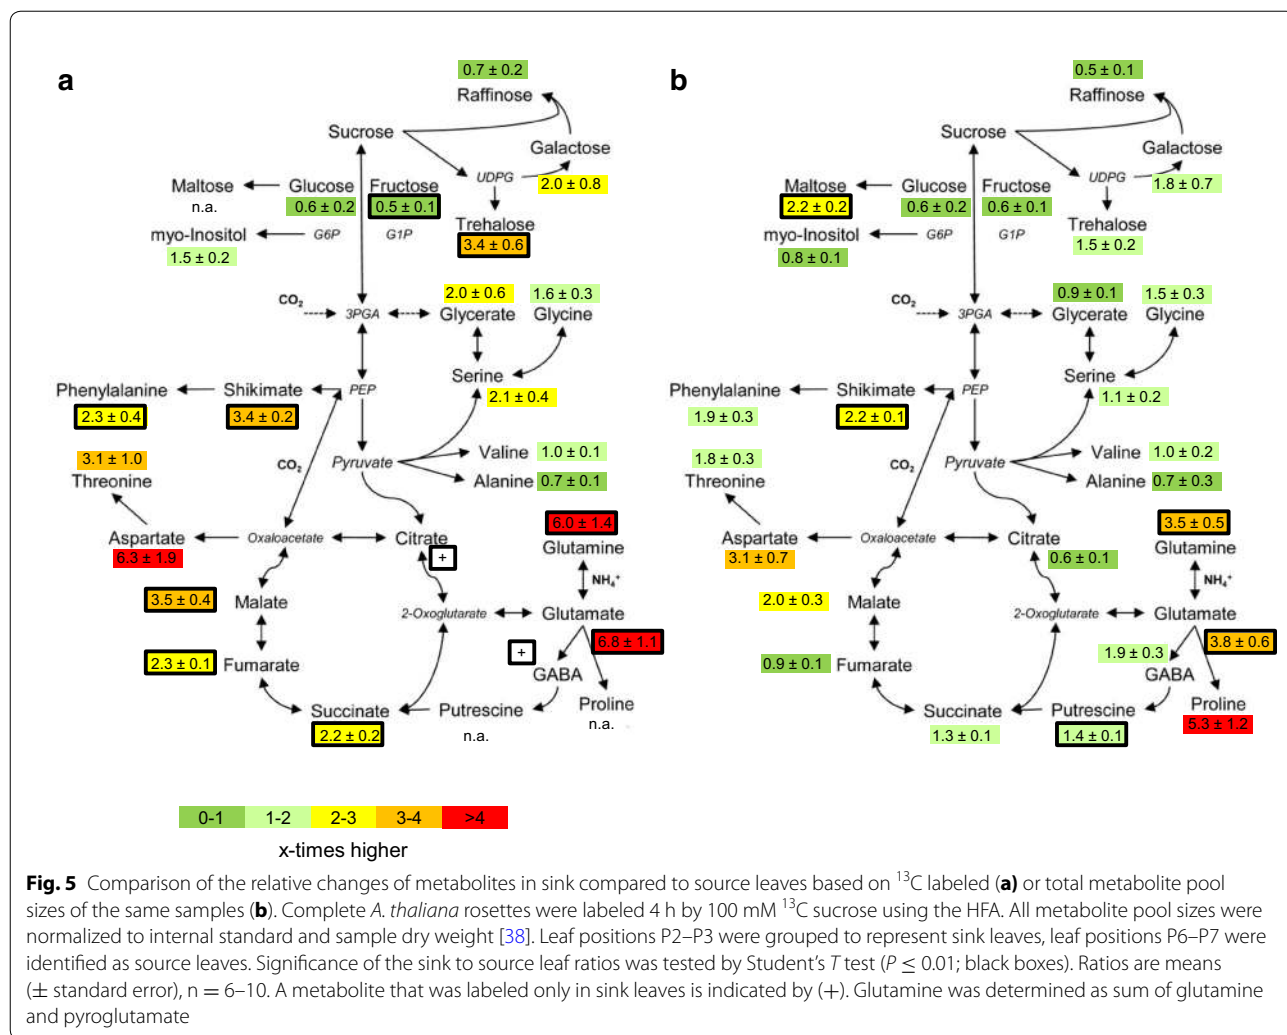 a
0.7 ± 0.2
Raffinose
Sucrose
Galactose
2.0 ± 0.8
UDPG
Maltose
n.a.
Glucose
0.6 ± 0.2
Fructose
0.5 ± 0.1
Trehalose
3.4 ± 0.6
myo-Inositol
1.5 ± 0.2
G6P
G1P
CO2
3PGA
2.0 ± 0.6
Glycerate
1.6 ± 0.3
Glycine
Serine
2.1 ± 0.4
Phenylalanine
2.3 ± 0.4
Shikimate
3.4 ± 0.2
PEP
3.1 ± 1.0
Threonine
CO2
Pyruvate
Valine
1.0 ± 0.1
Alanine
0.7 ± 0.1
Aspartate
6.3 ± 1.9
Oxaloacetate
Citrate
+
6.0 ± 1.4
Glutamine
NH4+
3.5 ± 0.4
Malate
2-Oxoglutarate
Glutamate
6.8 ± 1.1
2.3 ± 0.1
Fumarate
+
GABA
Succinate
2.2 ± 0.2
Putrescine
n.a.
Proline
n.a.
b
0.5 ± 0.1
Raffinose
Sucrose
Galactose
1.8 ± 0.7
UDPG
Maltose
2.2 ± 0.2
Glucose
0.6 ± 0.2
Fructose
0.6 ± 0.1
Trehalose
1.5 ± 0.2
myo-Inositol
0.8 ± 0.1
G6P
G1P
CO2
3PGA
0.9 ± 0.1
Glycerate
1.5 ± 0.3
Glycine
Serine
1.1 ± 0.2
Phenylalanine
1.9 ± 0.3
Shikimate
2.2 ± 0.1
PEP
1.8 ± 0.3
Threonine
CO2
Pyruvate
Valine
1.0 ± 0.2
Alanine
0.7 ± 0.3
Aspartate
3.1 ± 0.7
Oxaloacetate
Citrate
0.6 ± 0.1
3.5 ± 0.5
Glutamine
NH4+
2.0 ± 0.3
Malate
2-Oxoglutarate
Glutamate
3.8 ± 0.6
0.9 ± 0.1
Fumarate
1.9 ± 0.3
GABA
Succinate
1.3 ± 0.1
Putrescine
1.4 ± 0.1
Proline
5.3 ± 1.2
0-1 1-2 2-3 3-4 >4
x-times higher
Fig. 5 Comparison of the relative changes of metabolites in sink compared to source leaves based on 13C labeled (a) or total metabolite pool
sizes of the same samples (b). Complete A. thaliana rosettes were labeled 4 h by 100 mM 13C sucrose using the HFA. All metabolite pool sizes were
normalized to internal standard and sample dry weight [38]. Leaf positions P2–P3 were grouped to represent sink leaves, leaf positions P6–P7 were
identified as source leaves. Significance of the sink to source leaf ratios was tested by Student's T test (P ≤ 0.01; black boxes). Ratios are means
(± standard error), n = 6–10. A metabolite that was labeled only in sink leaves is indicated by (+). Glutamine was determined as sum of glutamine
and pyroglutamate